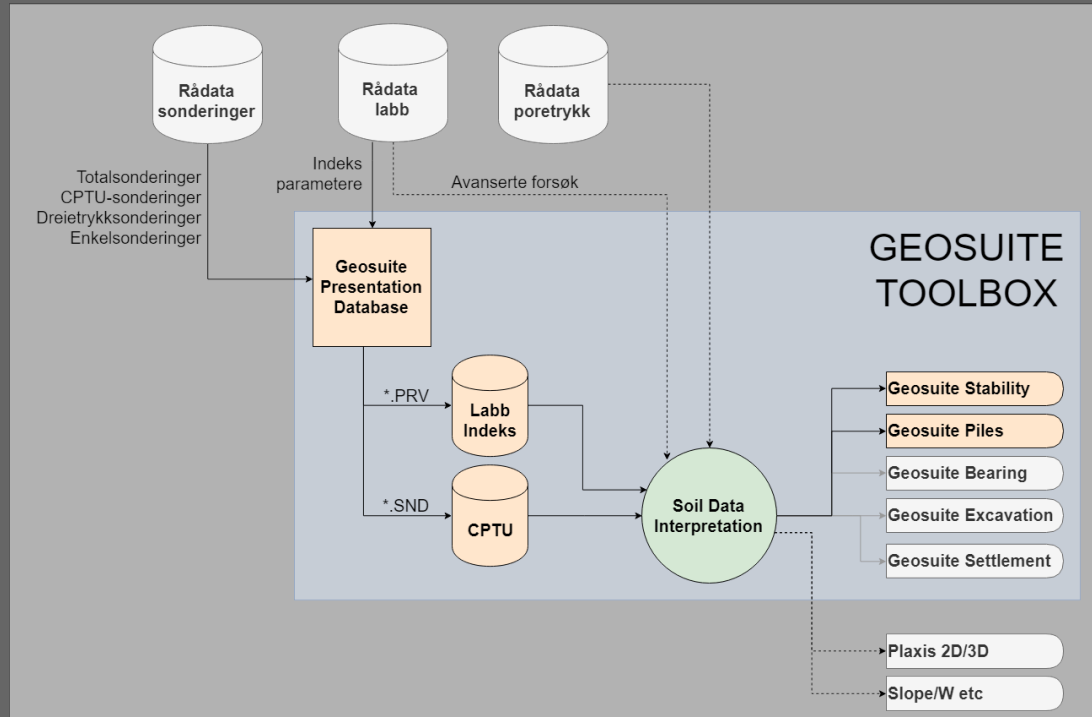 Rådata
sonderinger
Rådata
labb
Rådata
poretrykk
Totalsonderinger
CPTU-sonderinger
Dreietrykksonderinger
Enkelsonderinger
Indeks
parametere
Avanserte forsøk
GEOSUITE
TOOLBOX
Geosuite
Presentation
Database
*.PRV
Labb
Indeks
*.SND
CPTU
Soil Data
Interpretation
Geosuite Stability
Geosuite Piles
Geosuite Bearing
Geosuite Excavation
Geosuite Settlement
Plaxis 2D/3D
Slope/W etc